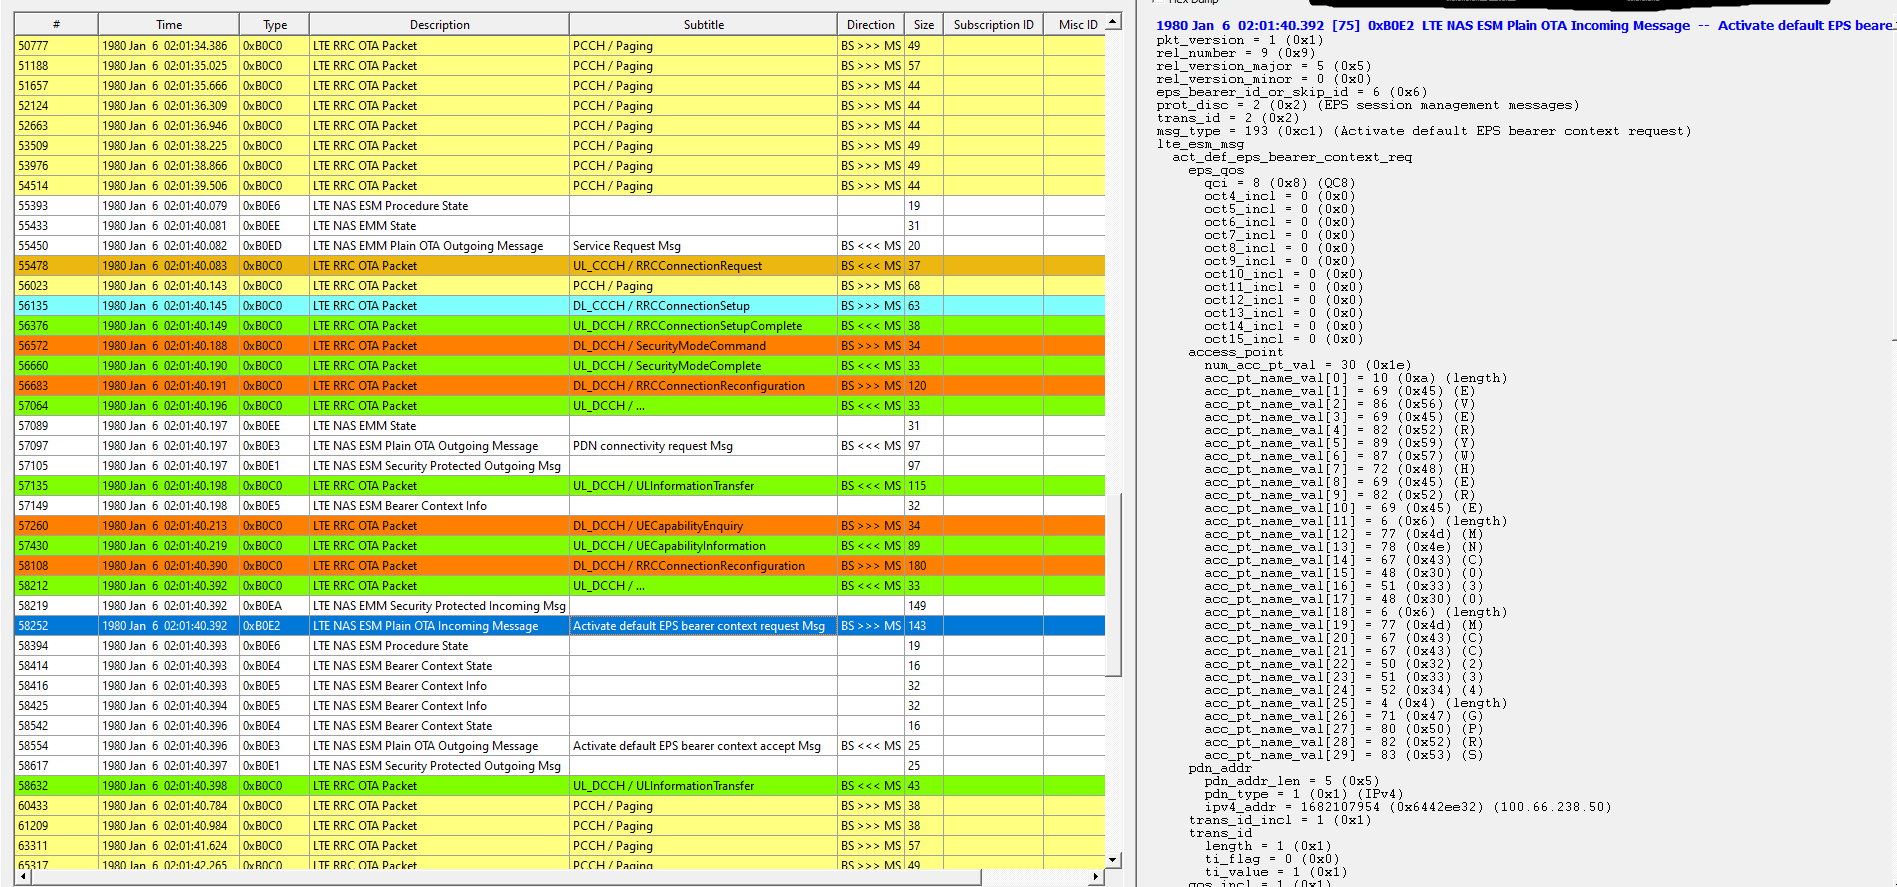 # Time Type Description Subtitle Direction Size Subscription ID Misc ID
50777 1980 Jan 6 02:01:34.386 0xB0C0 LTE RRC OTA Packet PCCH / Paging BS >>> MS 49
51188 1980 Jan 6 02:01:35.025 0xB0C0 LTE RRC OTA Packet PCCH / Paging BS >>> MS 57
51657 1980 Jan 6 02:01:35.666 0xB0C0 LTE RRC OTA Packet PCCH / Paging BS >>> MS 44
52124 1980 Jan 6 02:01:36.309 0xB0C0 LTE RRC OTA Packet PCCH / Paging BS >>> MS 44
52663 1980 Jan 6 02:01:36.946 0xB0C0 LTE RRC OTA Packet PCCH / Paging BS >>> MS 44
53509 1980 Jan 6 02:01:38.225 0xB0C0 LTE RRC OTA Packet PCCH / Paging BS >>> MS 49
53976 1980 Jan 6 02:01:38.866 0xB0C0 LTE RRC OTA Packet PCCH / Paging BS >>> MS 49
54514 1980 Jan 6 02:01:39.506 0xB0C0 LTE RRC OTA Packet PCCH / Paging BS >>> MS 44
55393 1980 Jan 6 02:01:40.079 0xB0E6 LTE NAS ESM Procedure State 19
55433 1980 Jan 6 02:01:40.081 0xB0EE LTE NAS EMM State 31
55450 1980 Jan 6 02:01:40.082 0xB0ED LTE NAS EMM Plain OTA Outgoing Message Service Request Msg BS <<< MS 20
55478 1980 Jan 6 02:01:40.083 0xB0C0 LTE RRC OTA Packet UL_CCCH / RRCConnectionRequest BS <<< MS 37
56023 1980 Jan 6 02:01:40.143 0xB0C0 LTE RRC OTA Packet PCCH / Paging BS >>> MS 68
56135 1980 Jan 6 02:01:40.145 0xB0C0 LTE RRC OTA Packet DL_CCCH / RRCConnectionSetup BS >>> MS 63
56376 1980 Jan 6 02:01:40.149 0xB0C0 LTE RRC OTA Packet UL_DCCH / RRCConnectionSetupComplete BS <<< MS 38
56572 1980 Jan 6 02:01:40.188 0xB0C0 LTE RRC OTA Packet DL_DCCH / SecurityModeCommand BS >>> MS 34
56660 1980 Jan 6 02:01:40.190 0xB0C0 LTE RRC OTA Packet UL_DCCH / SecurityModeComplete BS <<< MS 33
56683 1980 Jan 6 02:01:40.191 0xB0C0 LTE RRC OTA Packet DL_DCCH / RRCConnectionReconfiguration BS >>> MS 120
57064 1980 Jan 6 02:01:40.196 0xB0C0 LTE RRC OTA Packet UL_DCCH / ... BS <<< MS 33
57089 1980 Jan 6 02:01:40.197 0xB0EE LTE NAS EMM State 31
57097 1980 Jan 6 02:01:40.197 0xB0E3 LTE NAS ESM Plain OTA Outgoing Message PDN connectivity request Msg BS <<< MS 97
57105 1980 Jan 6 02:01:40.197 0xB0E1 LTE NAS ESM Security Protected Outgoing Msg 97
57135 1980 Jan 6 02:01:40.198 0xB0C0 LTE RRC OTA Packet UL_DCCH / ULInformationTransfer BS <<< MS 115
57149 1980 Jan 6 02:01:40.198 0xB0E5 LTE NAS ESM Bearer Context Info 32
57260 1980 Jan 6 02:01:40.213 0xB0C0 LTE RRC OTA Packet DL_DCCH / UECapabilityEnquiry BS >>> MS 34
57430 1980 Jan 6 02:01:40.219 0xB0C0 LTE RRC OTA Packet UL_DCCH / UECapabilityInformation BS <<< MS 89
58108 1980 Jan 6 02:01:40.390 0xB0C0 LTE RRC OTA Packet DL_DCCH / RRCConnectionReconfiguration BS >>> MS 180
58212 1980 Jan 6 02:01:40.392 0xB0C0 LTE RRC OTA Packet UL_DCCH / ... BS <<< MS 33
58219 1980 Jan 6 02:01:40.392 0xB0EA LTE NAS EMM Security Protected Incoming Msg 149
58252 1980 Jan 6 02:01:40.392 0xB0E2 LTE NAS ESM Plain OTA Incoming Message Activate default EPS bearer context request Msg BS >>> MS 143
58394 1980 Jan 6 02:01:40.393 0xB0E6 LTE NAS ESM Procedure State 19
58414 1980 Jan 6 02:01:40.393 0xB0E4 LTE NAS ESM Bearer Context State 16
58416 1980 Jan 6 02:01:40.393 0xB0E5 LTE NAS ESM Bearer Context Info 32
58425 1980 Jan 6 02:01:40.394 0xB0E5 LTE NAS ESM Bearer Context Info 32
58542 1980 Jan 6 02:01:40.396 0xB0E4 LTE NAS ESM Bearer Context State 16
58554 1980 Jan 6 02:01:40.396 0xB0E3 LTE NAS ESM Plain OTA Outgoing Message Activate default EPS bearer context accept Msg BS <<< MS 25
58617 1980 Jan 6 02:01:40.397 0xB0E1 LTE NAS ESM Security Protected Outgoing Msg 25
58632 1980 Jan 6 02:01:40.398 0xB0C0 LTE RRC OTA Packet UL_DCCH / ULInformationTransfer BS <<< MS 43
60433 1980 Jan 6 02:01:40.784 0xB0C0 LTE RRC OTA Packet PCCH / Paging BS >>> MS 38
61209 1980 Jan 6 02:01:40.984 0xB0C0 LTE RRC OTA Packet PCCH / Paging BS >>> MS 38
63311 1980 Jan 6 02:01:41.624 0xB0C0 LTE RRC OTA Packet PCCH / Paging BS >>> MS 57
65317 1980 Jan 6 02:01:42.265 0xB0C0 LTE RRC OTA Packet PCCH / Paging BS >>> MS 49
Hex Dump
1980 Jan 6 02:01:40.392 [75] 0xB0E2 LTE NAS ESM Plain OTA Incoming Message -- Activate default EPS beare
pkt_version = 1 (0x1)
rel_number = 9 (0x9)
rel_version_major = 5 (0x5)
rel_version_minor = 0 (0x0)
eps_bearer_id_or_skip_id = 6 (0x6)
prot_disc = 2 (0x2) (EPS session management messages)
trans_id = 2 (0x2)
msg_type = 193 (0xc1) (Activate default EPS bearer context request)
lte_esm_msg
act_def_eps_bearer_context_req
eps_qos
qci = 8 (0x8) (QC8)
oct4_incl = 0 (0x0)
oct5_incl = 0 (0x0)
oct6_incl = 0 (0x0)
oct7_incl = 0 (0x0)
oct8_incl = 0 (0x0)
oct9_incl = 0 (0x0)
oct10_incl = 0 (0x0)
oct11_incl = 0 (0x0)
oct12_incl = 0 (0x0)
oct13_incl = 0 (0x0)
oct14_incl = 0 (0x0)
oct15_incl = 0 (0x0)
access_point
num_acc_pt_val = 30 (0x1e)
acc_pt_name_val[0] = 10 (0xa) (length)
acc_pt_name_val[1] = 69 (0x45) (E)
acc_pt_name_val[2] = 86 (0x56) (V)
acc_pt_name_val[3] = 69 (0x45) (E)
acc_pt_name_val[4] = 82 (0x52) (R)
acc_pt_name_val[5] = 89 (0x59) (Y)
acc_pt_name_val[6] = 87 (0x57) (W)
acc_pt_name_val[7] = 72 (0x48) (H)
acc_pt_name_val[8] = 69 (0x45) (E)
acc_pt_name_val[9] = 82 (0x52) (R)
acc_pt_name_val[10] = 69 (0x45) (E)
acc_pt_name_val[11] = 6 (0x6) (length)
acc_pt_name_val[12] = 77 (0x4d) (M)
acc_pt_name_val[13] = 78 (0x4e) (N)
acc_pt_name_val[14] = 67 (0x43) (C)
acc_pt_name_val[15] = 48 (0x30) (0)
acc_pt_name_val[16] = 51 (0x33) (3)
acc_pt_name_val[17] = 48 (0x30) (0)
acc_pt_name_val[18] = 6 (0x6) (length)
acc_pt_name_val[19] = 77 (0x4d) (M)
acc_pt_name_val[20] = 67 (0x43) (C)
acc_pt_name_val[21] = 67 (0x43) (C)
acc_pt_name_val[22] = 50 (0x32) (2)
acc_pt_name_val[23] = 51 (0x33) (3)
acc_pt_name_val[24] = 52 (0x34) (4)
acc_pt_name_val[25] = 4 (0x4) (length)
acc_pt_name_val[26] = 71 (0x47) (G)
acc_pt_name_val[27] = 80 (0x50) (P)
acc_pt_name_val[28] = 82 (0x52) (R)
acc_pt_name_val[29] = 83 (0x53) (S)
pdn_addr
pdn_addr_len = 5 (0x5)
pdn_type = 1 (0x1) (IPv4)
ipv4_addr = 1682107954 (0x6442ee32) (100.66.238.50)
trans_id_incl = 1 (0x1)
trans_id
length = 1 (0x1)
ti_flag = 0 (0x0)
ti_value = 1 (0x1)
qos_incl = 1 (0x1)